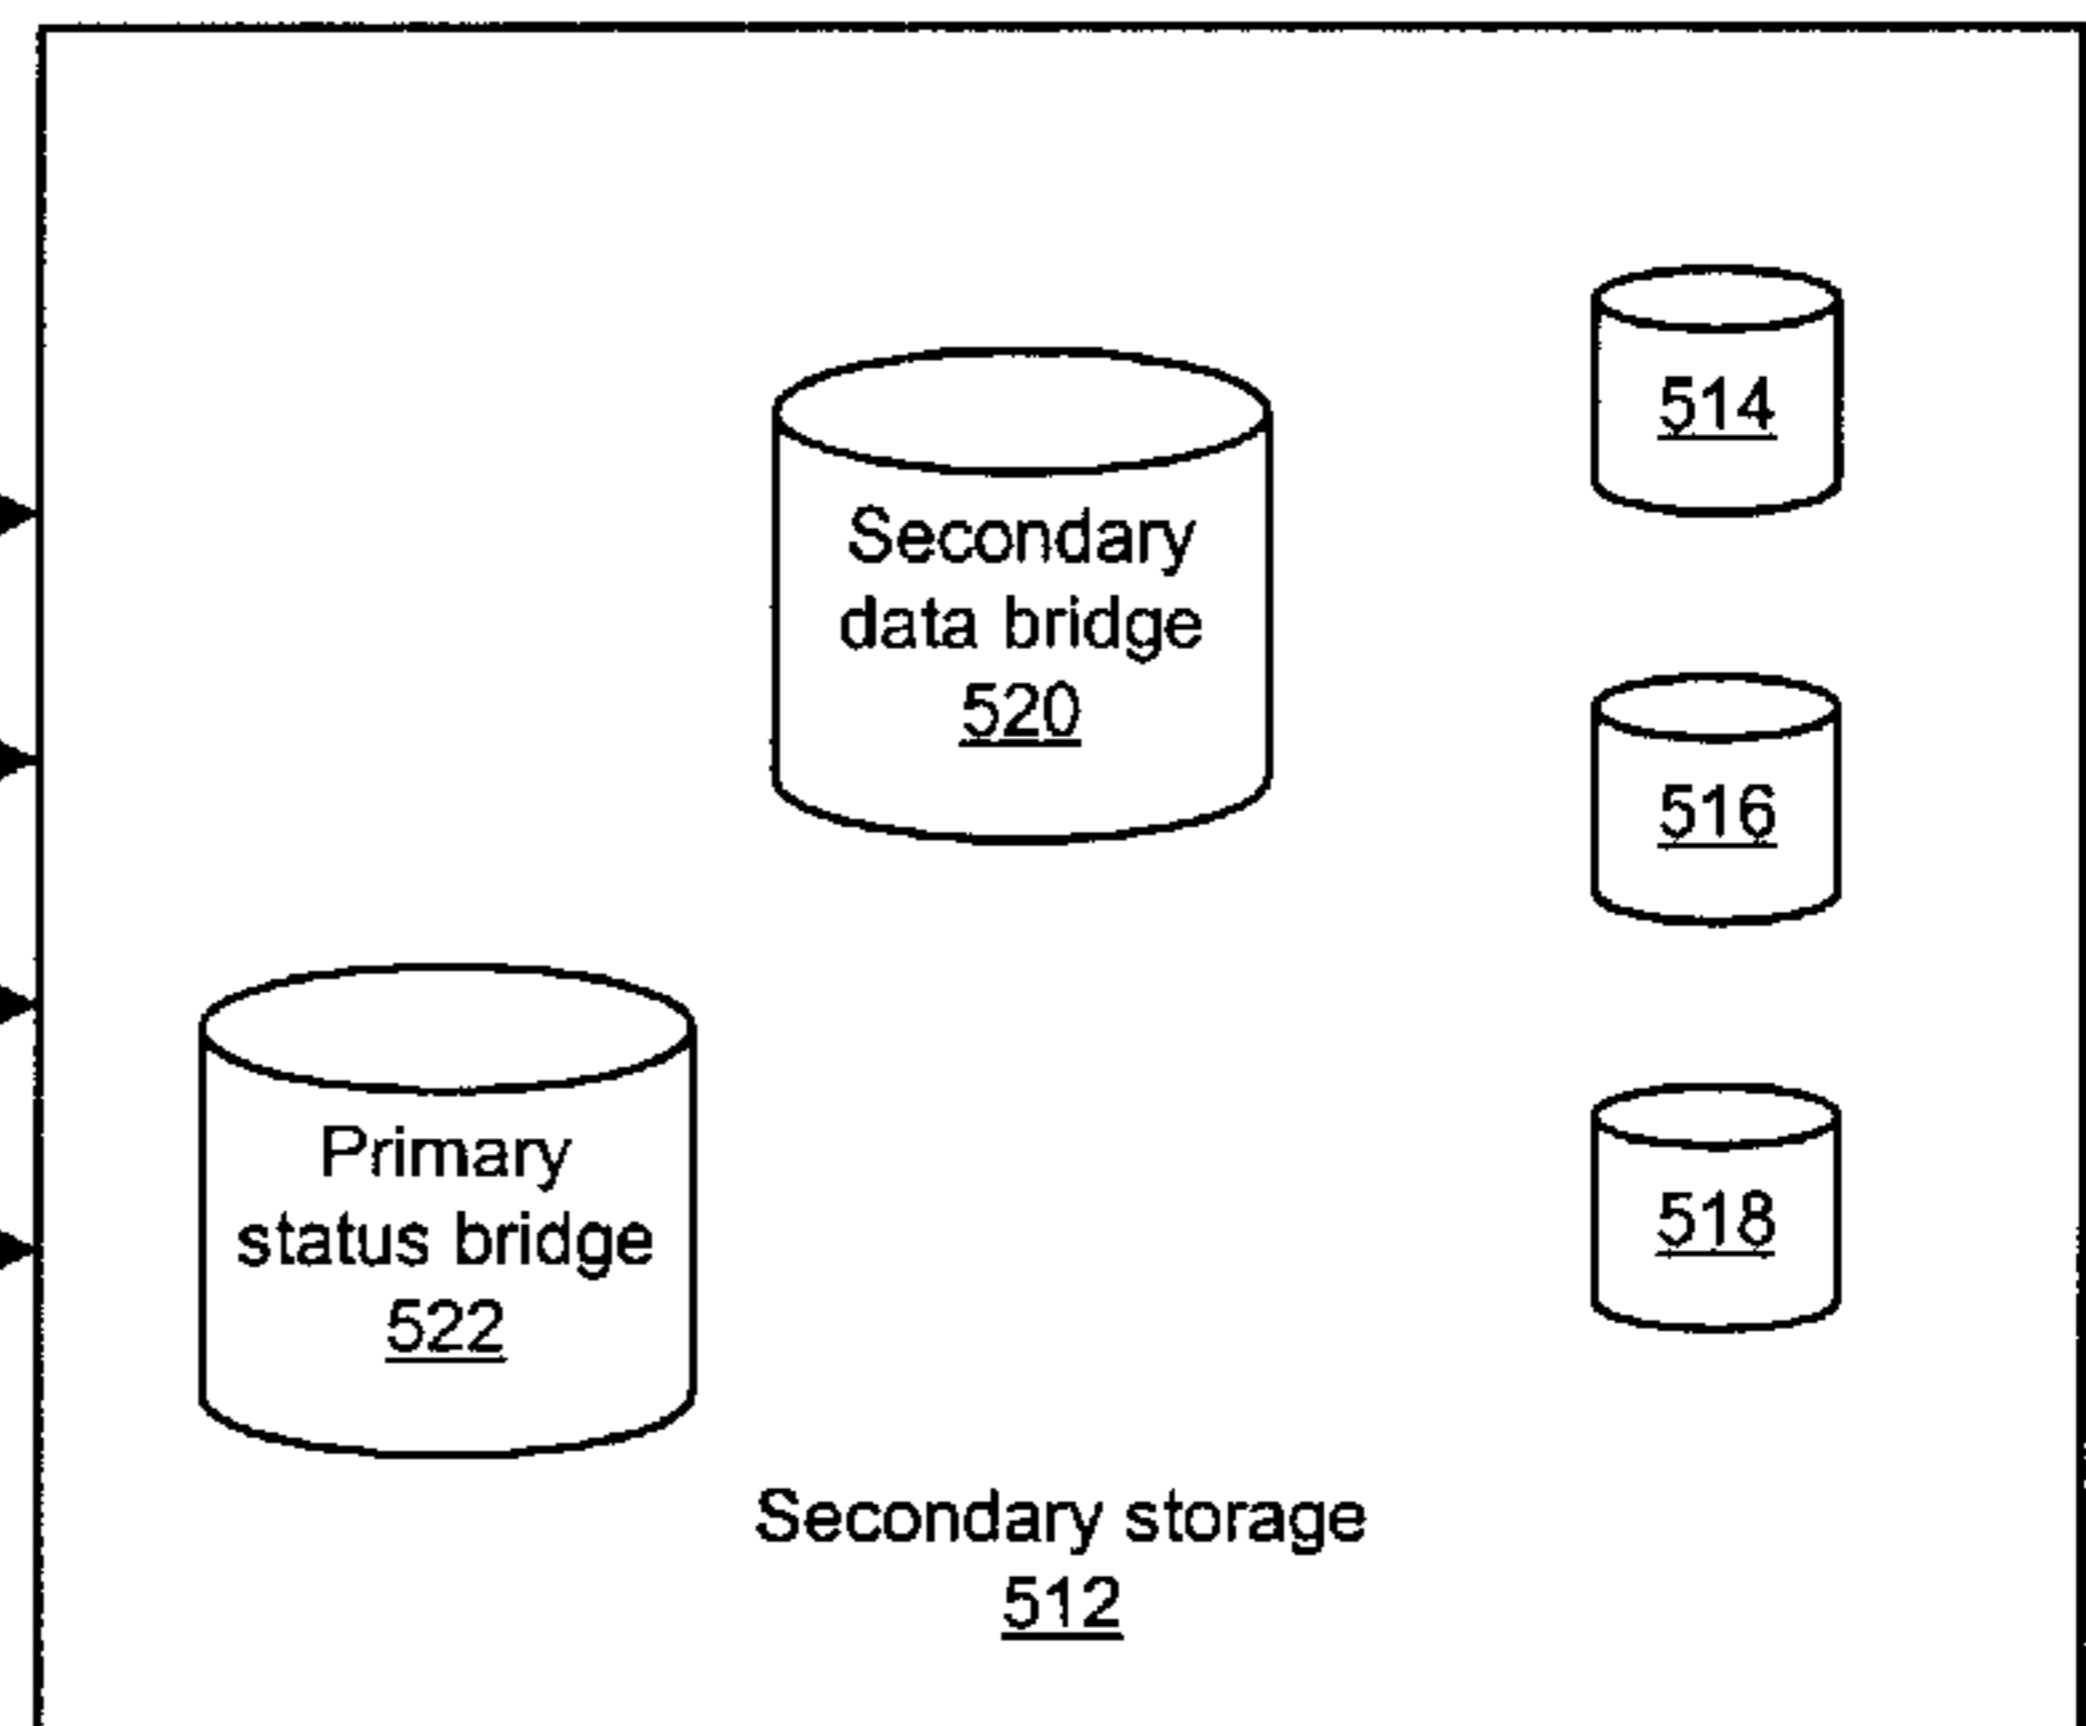 514
Secondary
data bridge
520
516
Primary
status bridge
522
518
Secondary storage
512